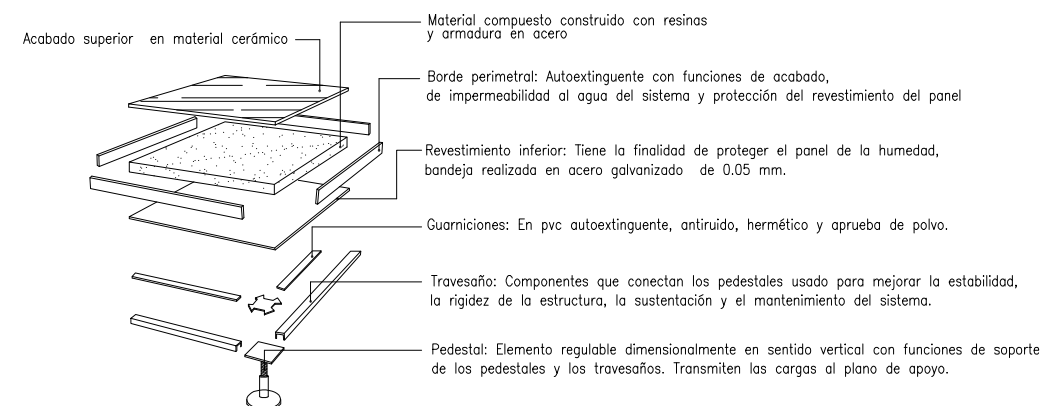 Material compuesto construido con resinas
y armadura en acero
Acabado superior en material cerámico
Borde perimetral: Autoextinguente con funciones de acabado,
de impermeabilidad al agua del sistema y protección del revestimiento del panel
Revestimiento inferior: Tiene la finalidad de proteger el panel de la humedad,
bandeja realizada en acero galvanizado de 0.05 mm.
Guarniciones: En pvc autoextinguente, antiruido, hermético y aprueba de polvo.
Travesaño: Componentes que conectan los pedestales usado para mejorar la estabilidad,
la rigidez de la estructura, la sustentación y el mantenimiento del sistema.
Pedestal: Elemento regulable dimensionalmente en sentido vertical con funciones de soporte
de los pedestales y los travesaños. Transmiten las cargas al plano de apoyo.